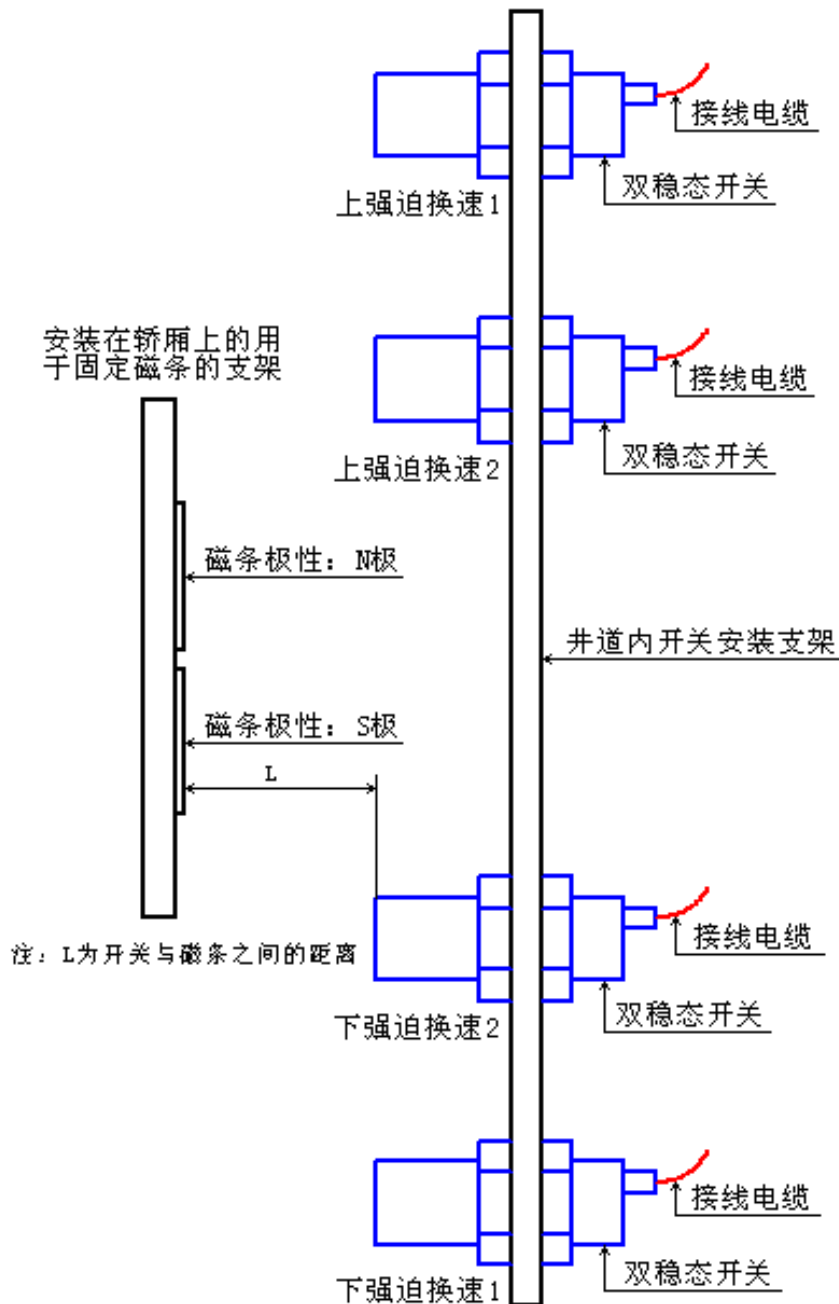 接线电缆
双稳态开关
上强迫换速1
安装在轿厢上的用
于固定磁条的支架
接线电缆
双稳态开关
上强迫换速2
磁条极性：N极
井道内开关安装支架
磁条极性：S极
L
接线电缆
注：L为开关与磁条之间的距离
双稳态开关
下强迫换速2
接线电缆
双稳态开关
下强迫换速1